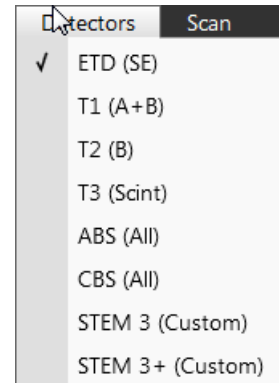 Detectors Scan
✓ ETD (SE)
T1 (A+B)
T2 (B)
T3 (Scint)
ABS (All)
CBS (All)
STEM 3 (Custom)
STEM 3+ (Custom)